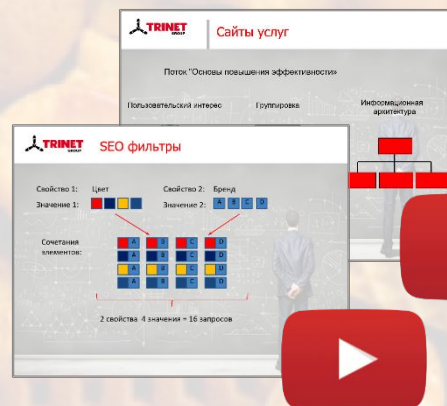 TRINET
GROUP
Сайты услуг
Поток "Основы повышения эффективности»
Пользовательский интерес
Группировка
Информационная
архитектура
TRINET
GROUP
SEO фильтры
Свойство 1: Цвет
Свойство 2: Бренд
Значение 1:
Значение 2: A B C D
Сочетания
элементов:
A B C D
A B C D
A B C D
A B C D
2 свойства 4 значения = 16 запросов